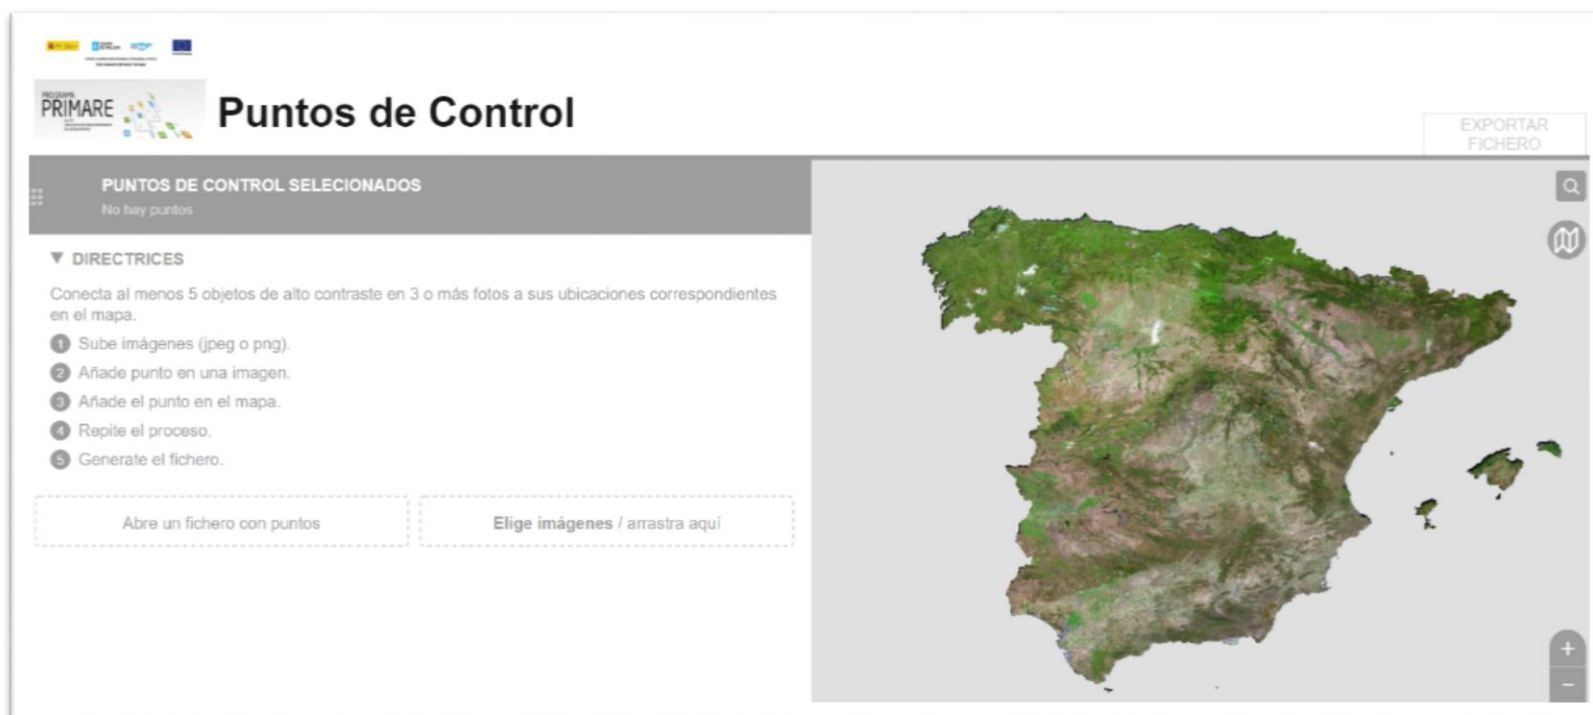 PROGRAMA
PRIMARE
Puntos de Control
EXPORTAR
FICHERO
PUNTOS DE CONTROL SELECIONADOS
No hay puntos
▼ DIRECTRICES
Conecta al menos 5 objetos de alto contraste en 3 o más fotos a sus ubicaciones correspondientes
en el mapa.
1 Sube imágenes (jpeg o png).
2 Añade punto en una imagen.
3 Añade el punto en el mapa.
4 Repite el proceso.
5 Generate el fichero.
Abre un fichero con puntos
Elige imágenes / arrastra aquí
+
−